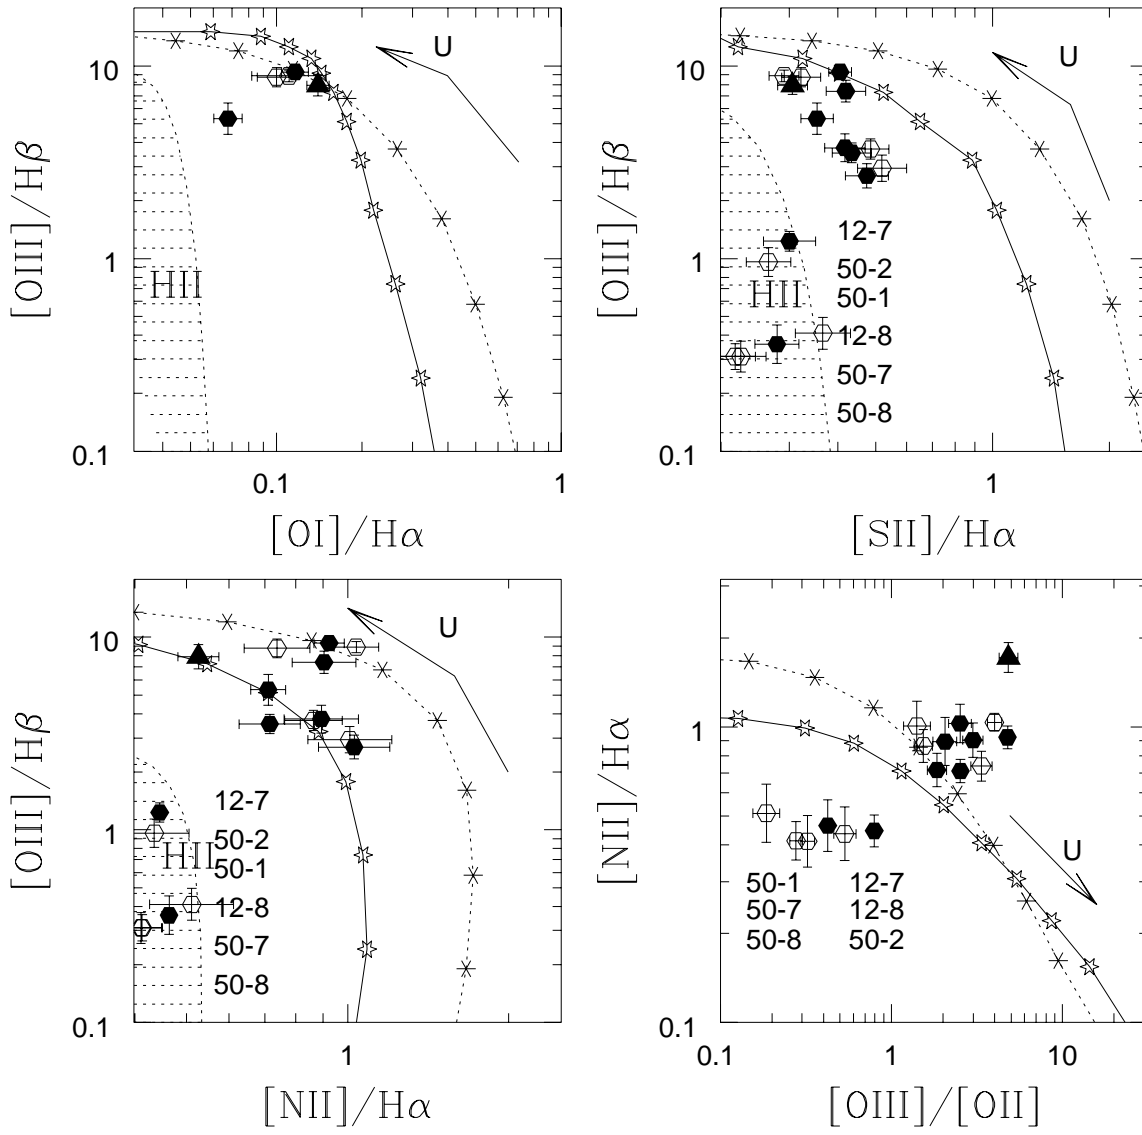 10
1
0.1
[OIII]/Hβ
U
HII
0.1
1
[OI]/Hα
10
1
0.1
[OIII]/Hβ
U
12-7
50-2
HII
50-1
12-8
50-7
50-8
1
[SII]/Hα
10
1
0.1
[OIII]/Hβ
U
12-7
50-2
HII
50-1
12-8
50-7
50-8
1
[NII]/Hα
1
0.1
[NII]/Hα
U
50-1 12-7
50-7 12-8
50-8 50-2
0.1 1 10
[OIII]/[OII]